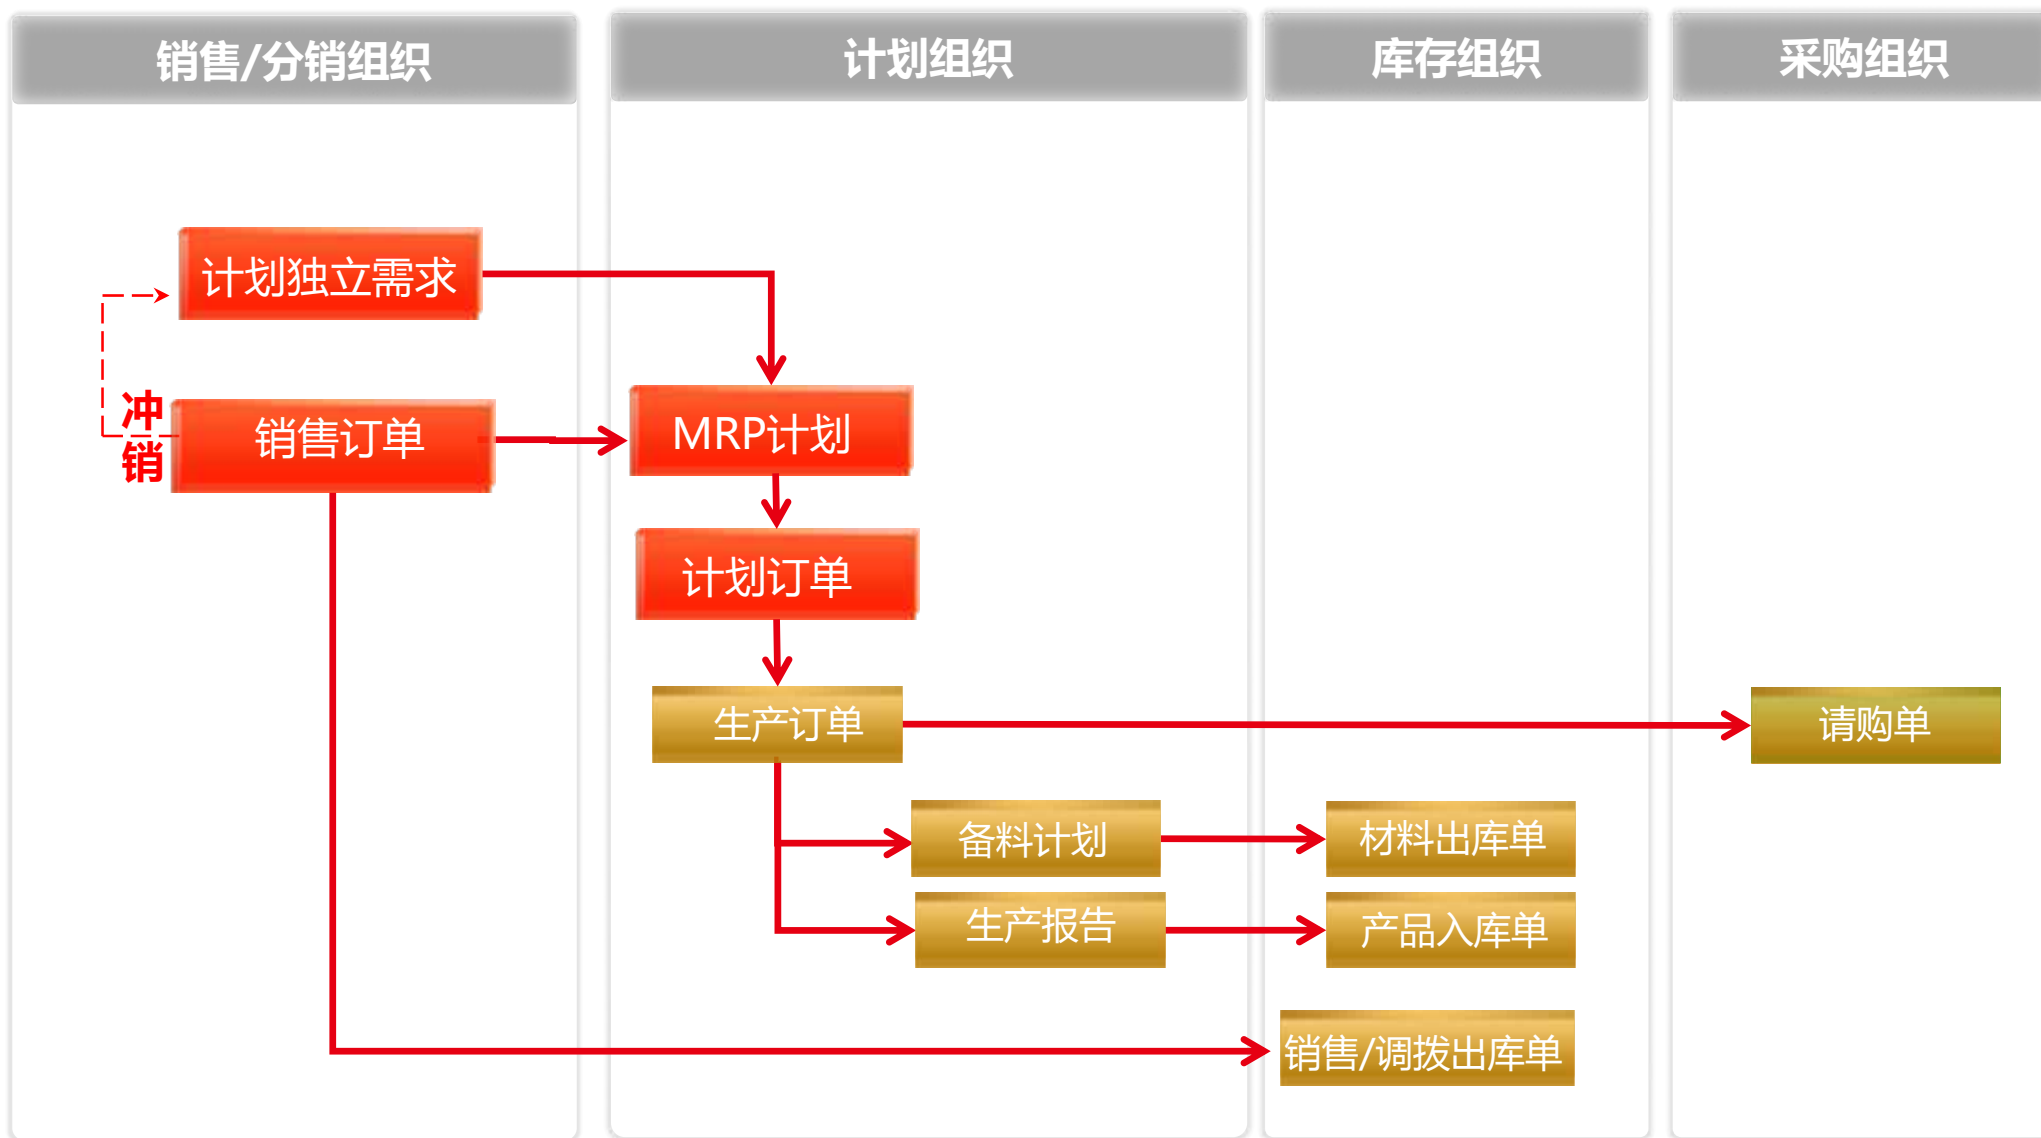 销售/分销组织
计划组织
库存组织
采购组织
计划独立需求
冲
销
销售订单
MRP计划
计划订单
生产订单
请购单
备料计划
材料出库单
生产报告
产品入库单
销售/调拨出库单